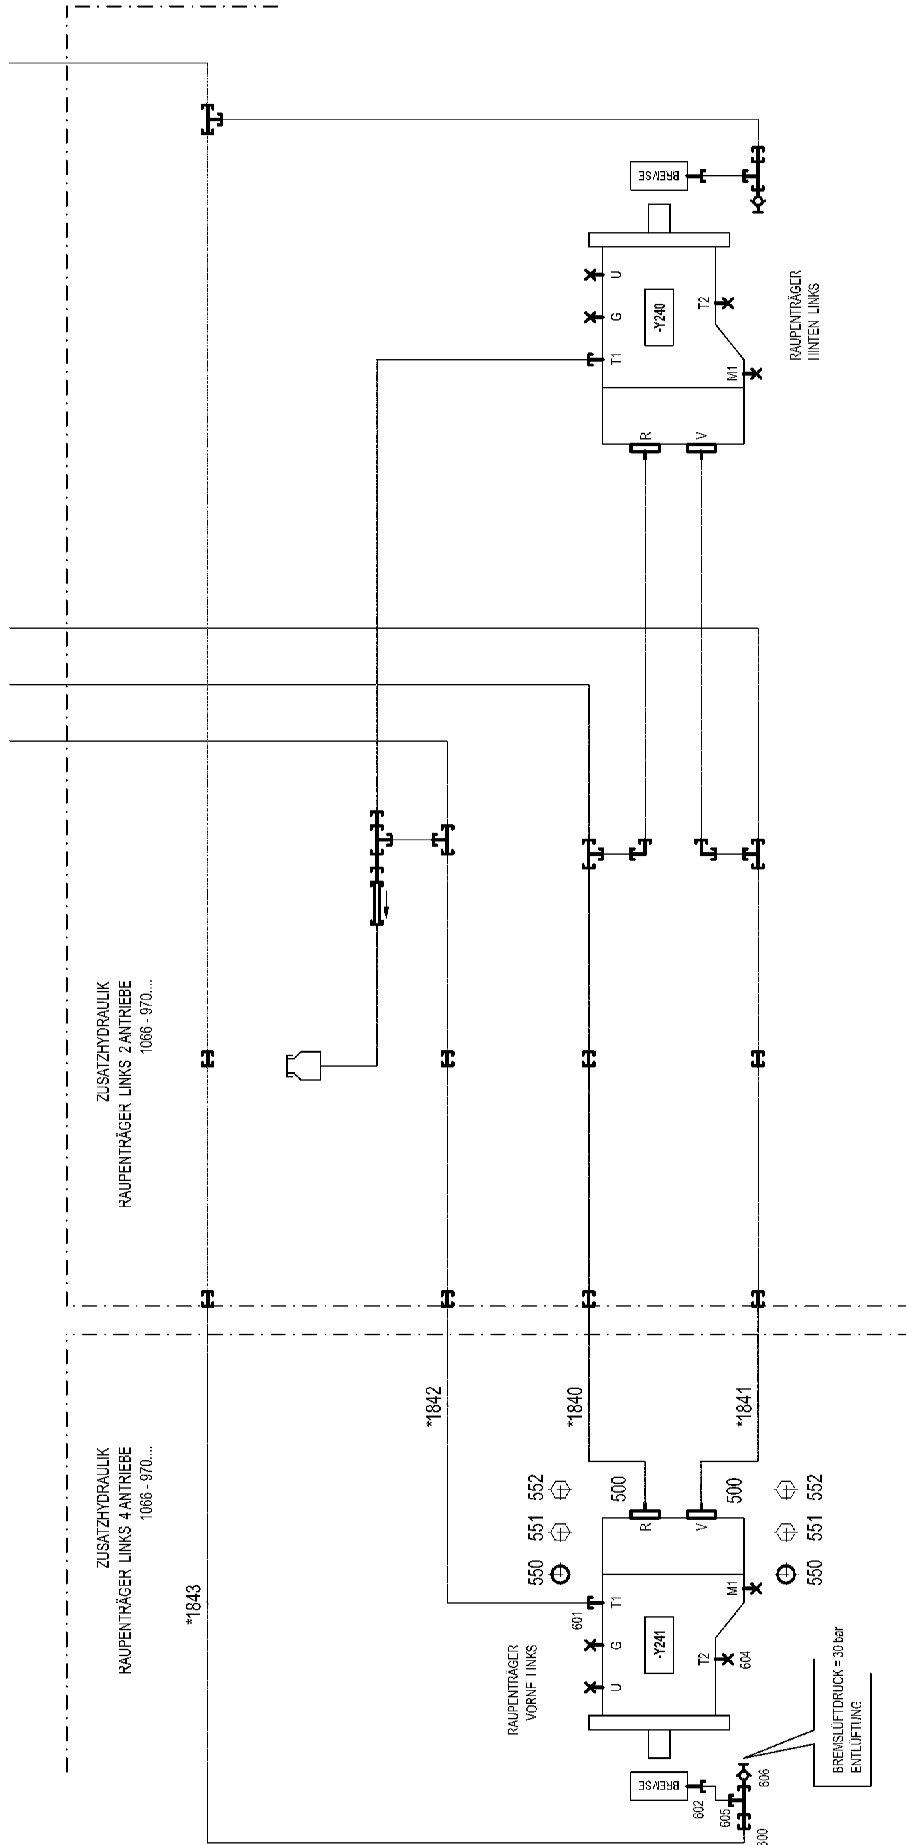 BREMSE
U
G
T1
-Y240
T2
M1
R
V
RAUPENTRÄGER
HINTEN LINKS
ZUSATZHYDRAULIK
RAUPENTRÄGER LINKS 2 ANTRIEBE
1066 - 970....
ZUSATZHYDRAULIK
RAUPENTRÄGER LINKS 4 ANTRIEBE
1066 - 970....
*1843
*1842
*1840
*1841
552
551
550
500
500
552
551
550
R
V
601
T1
G
U
-Y241
M1
T2
604
RAUPENTRÄGER
VORNE LINKS
BREMSE
602
605
606
BREMSLÜFTDRUCK = 30 bar
ENTLÜFTUNG